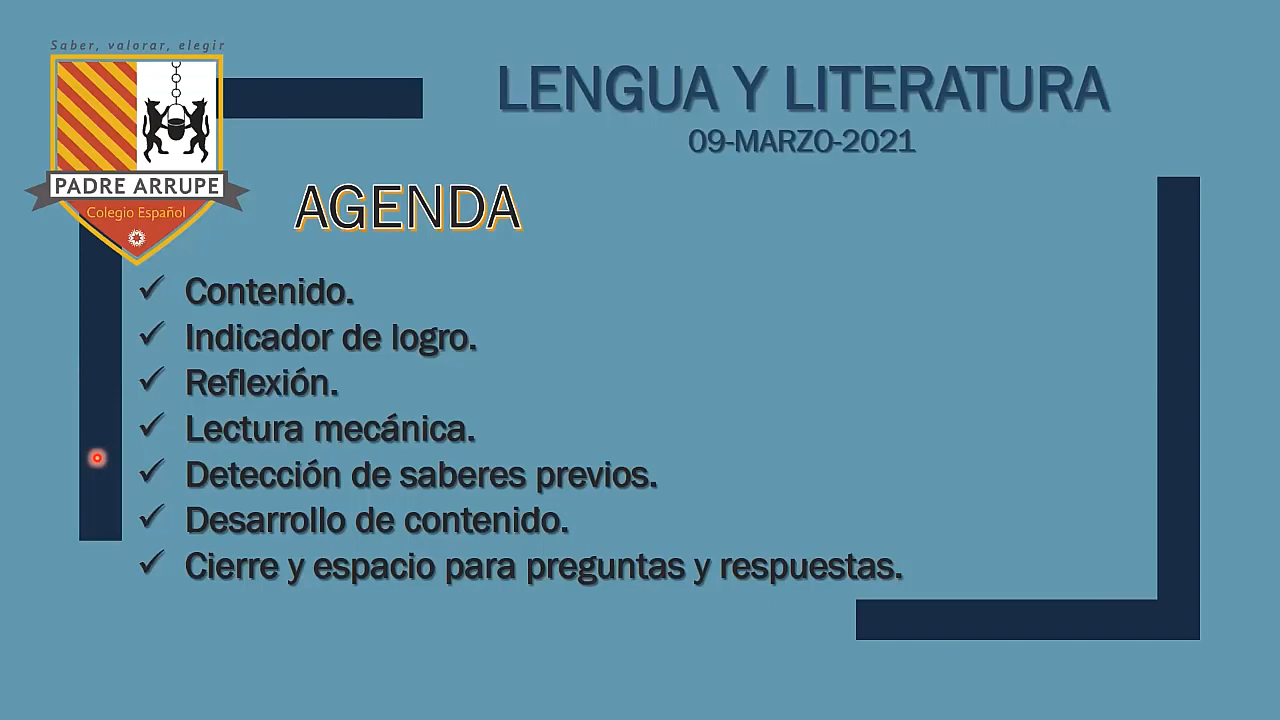 Saber, valorar, elegir
PADRE ARRUPE
Colegio Español
LENGUA Y LITERATURA
09-MARZO-2021
AGENDA
✓ Contenido.
✓ Indicador de logro.
✓ Reflexión.
✓ Lectura mecánica.
✓ Detección de saberes previos.
✓ Desarrollo de contenido.
✓ Cierre y espacio para preguntas y respuestas.